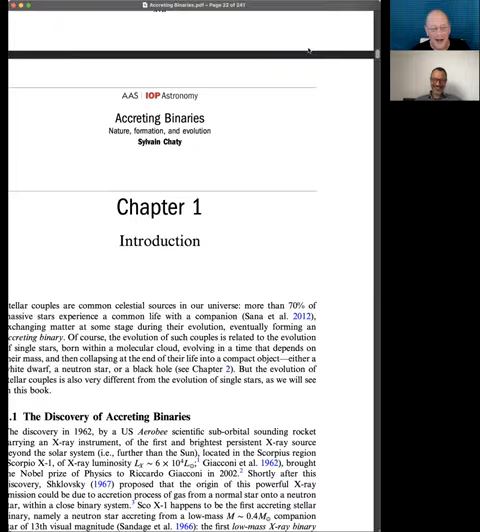 Accreting Binaries.pdf – Page 22 of 241
AAS | IOP Astronomy
Accreting Binaries
Nature, formation, and evolution
Sylvain Chaty
Chapter 1
Introduction
tellar couples are common celestial sources in our universe: more than 70% of
assive stars experience a common life with a companion (Sana et al. 2012),
xchanging matter at some stage during their evolution, eventually forming an
ccreting binary. Of course, the evolution of such couples is related to the evolution
f single stars, born within a molecular cloud, evolving in a time that depends on
heir mass, and then collapsing at the end of their life into a compact object—either a
hite dwarf, a neutron star, or a black hole (see Chapter 2). But the evolution of
tellar couples is also very different from the evolution of single stars, as we will see
n this book.
.1 The Discovery of Accreting Binaries
he discovery in 1962, by a US Aerobee scientific sub-orbital sounding rocket
arrying an X-ray instrument, of the first and brightest persistent X-ray source
eyond the solar system (i.e., further than the Sun), located in the Scorpius region
Scorpio X-1, of X-ray luminosity L_X ~ 6 × 10⁴L⊙;¹ Giacconi et al. 1962), brought
he Nobel prize of Physics to Riccardo Giacconi in 2002.² Shortly after this
iscovery, Shklovsky (1967) proposed that the origin of this powerful X-ray
mission could be due to accretion process of gas from a normal star onto a neutron
tar, within a close binary system.³ Sco X-1 happens to be the first accreting stellar
inary, namely a neutron star accreting from a low-mass M ~ 0.4M⊙ companion
tar of 13th visual magnitude (Sandage et al. 1966): the first low-mass X-ray binary